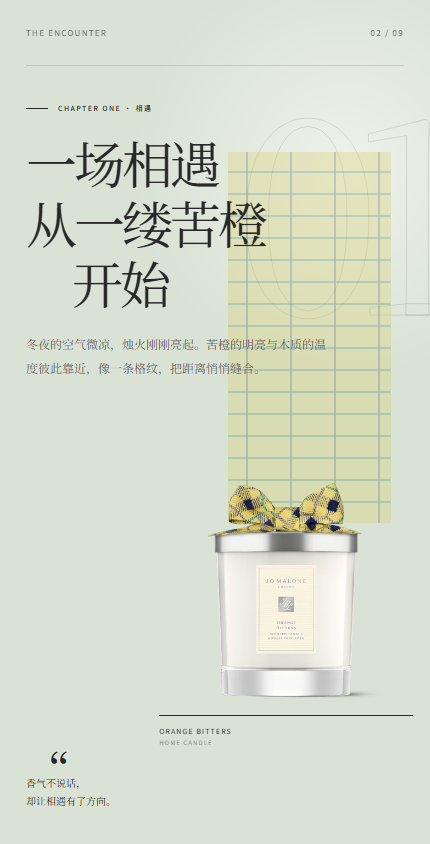 THE ENCOUNTER
02 / 09
CHAPTER ONE · 相遇
01
一场相遇
从一缕苦橙
开始
冬夜的空气微凉，烛火刚刚亮起。苦橙的明亮与木质的温
度彼此靠近，像一条格纹，把距离悄悄缝合。
JO MALONE
LONDON
ORANGE
BITTERS
ORANGE BITTERS
HOME CANDLE
“
香气不说话，
却让相遇有了方向。